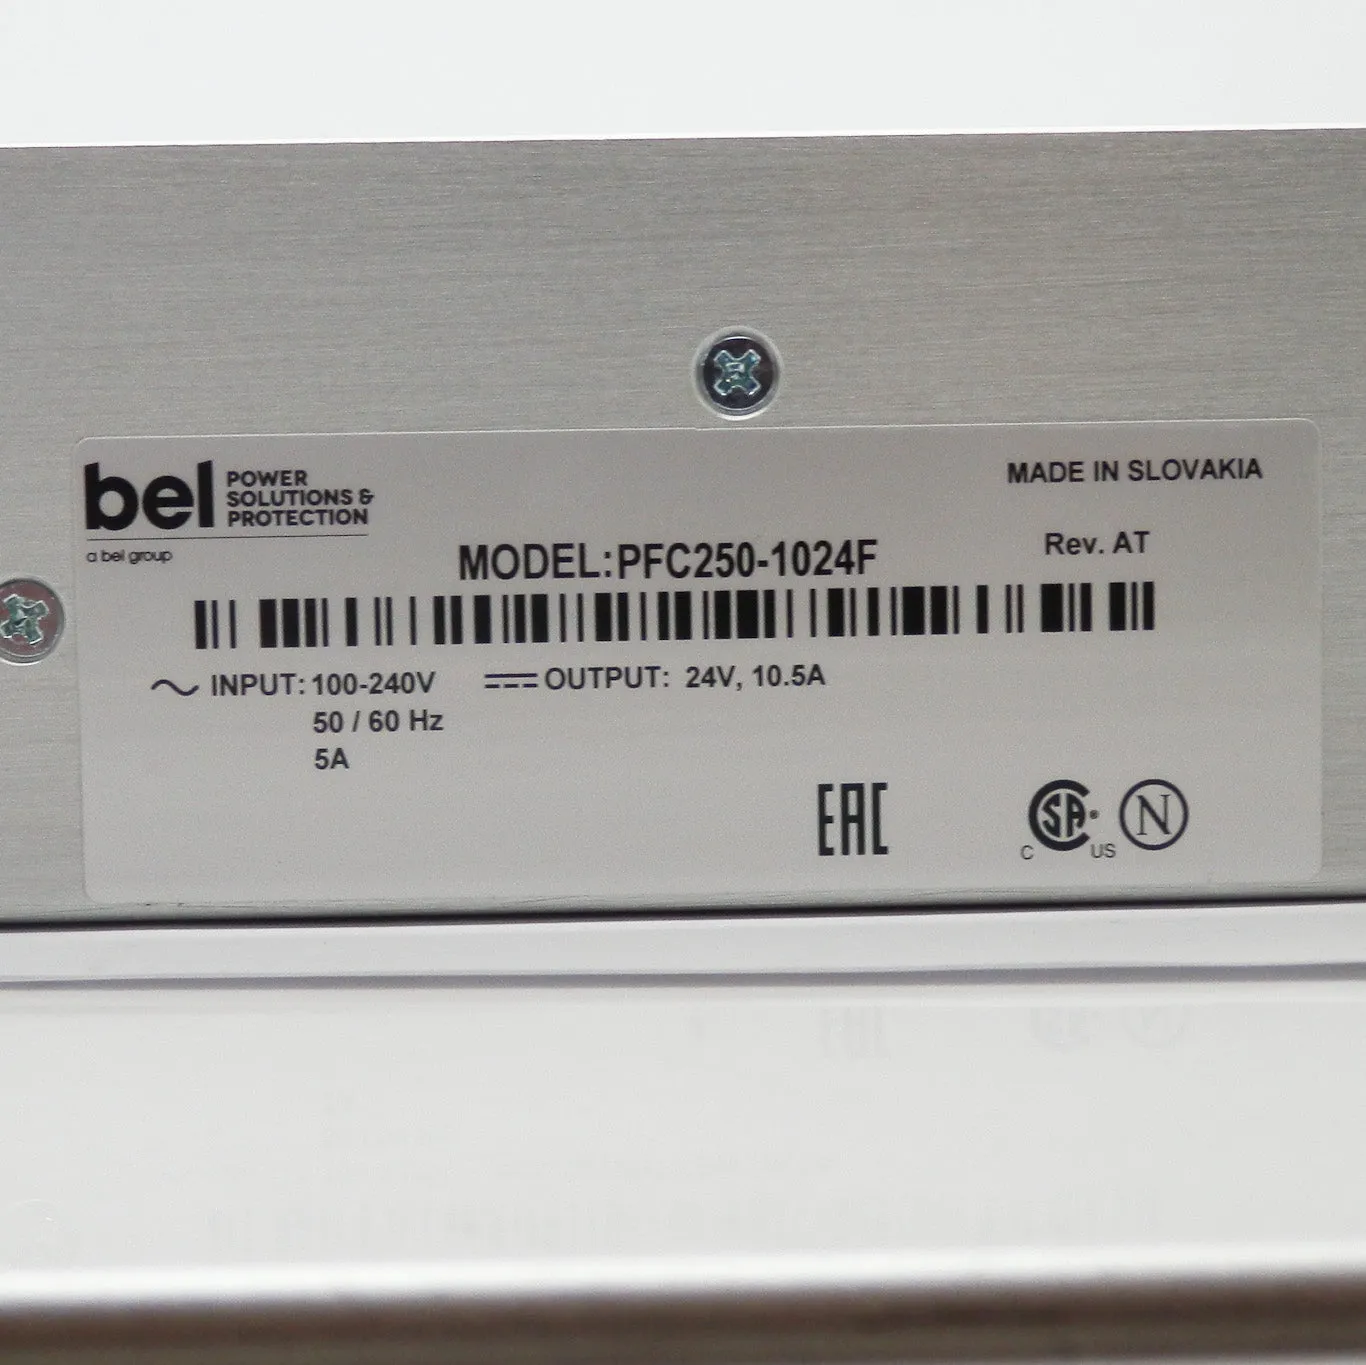 bel POWER
SOLUTIONS &
PROTECTION
a bel group
MADE IN SLOVAKIA
MODEL:PFC250-1024F
Rev. AT
INPUT: 100-240V
50 / 60 Hz
5A
OUTPUT: 24V, 10.5A
EAC
C SA US
N